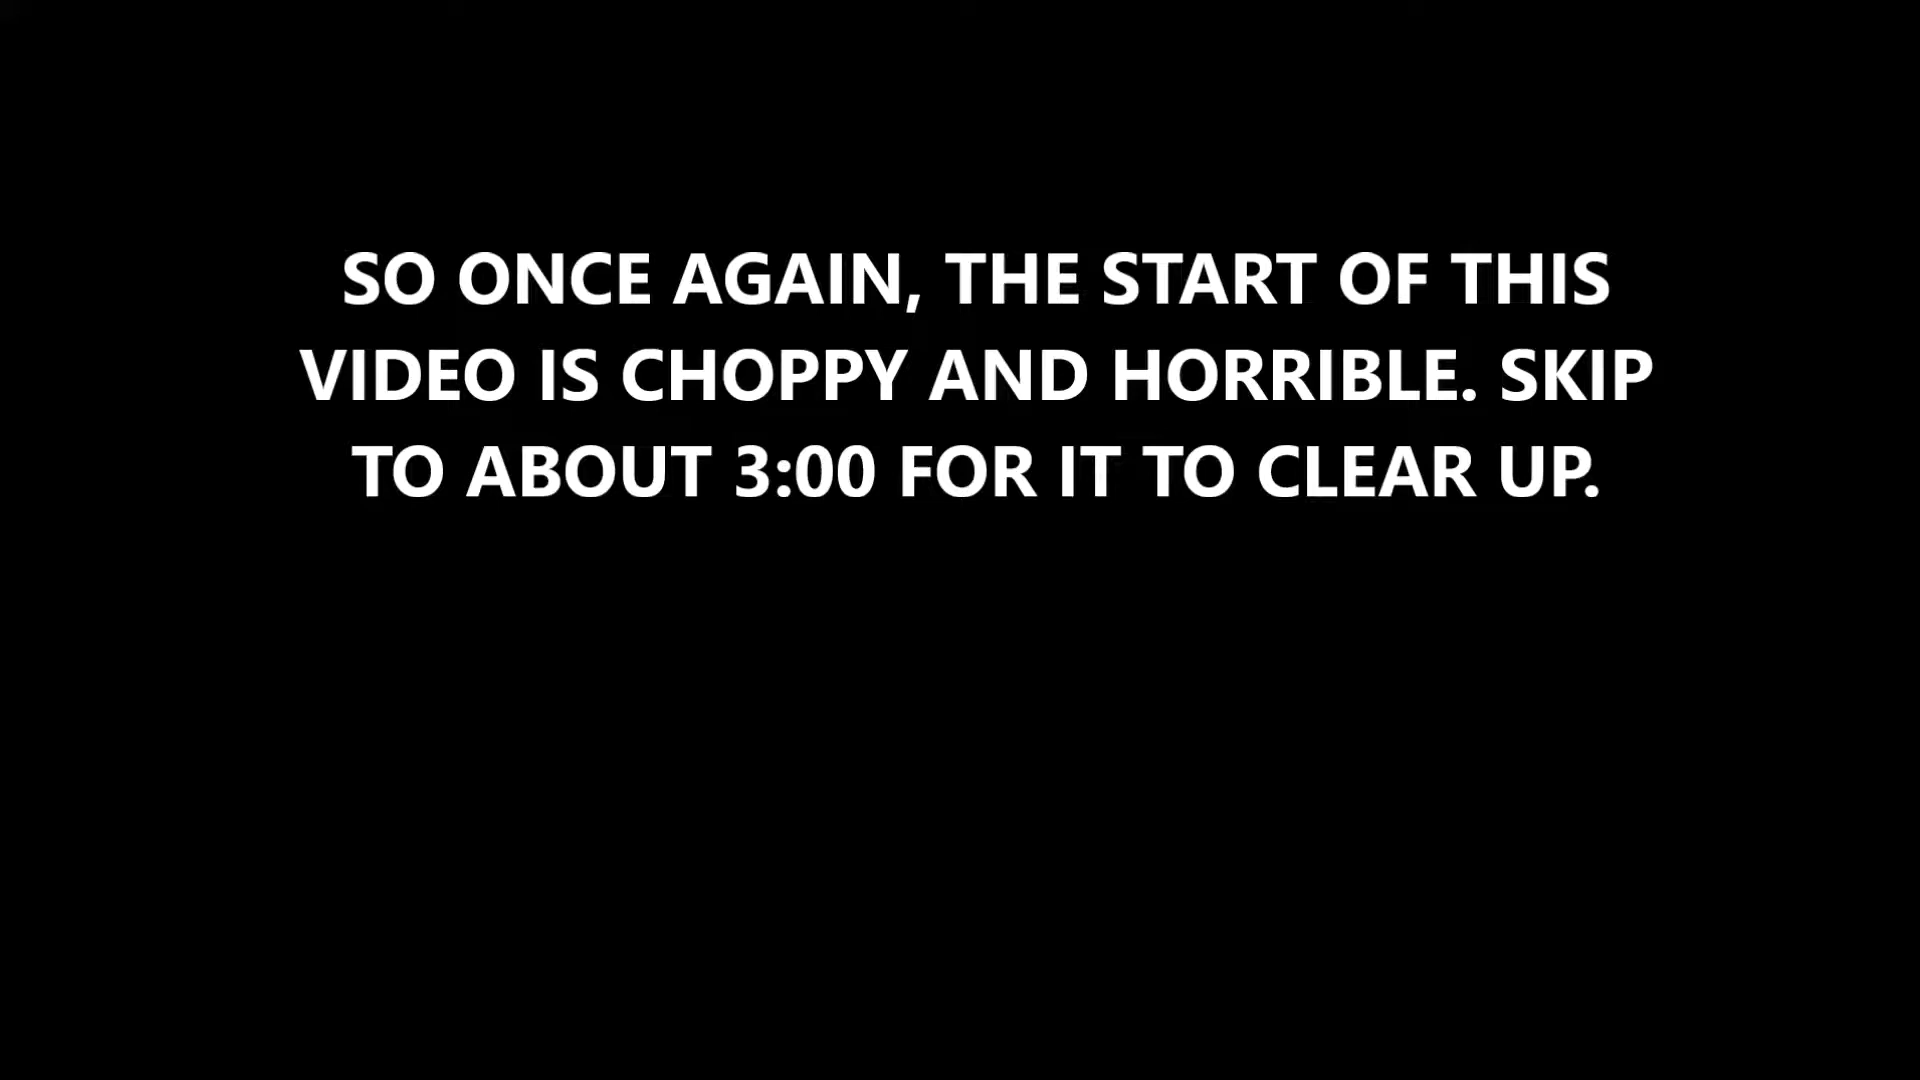 SO ONCE AGAIN, THE START OF THIS
VIDEO IS CHOPPY AND HORRIBLE. SKIP
TO ABOUT 3:00 FOR IT TO CLEAR UP.